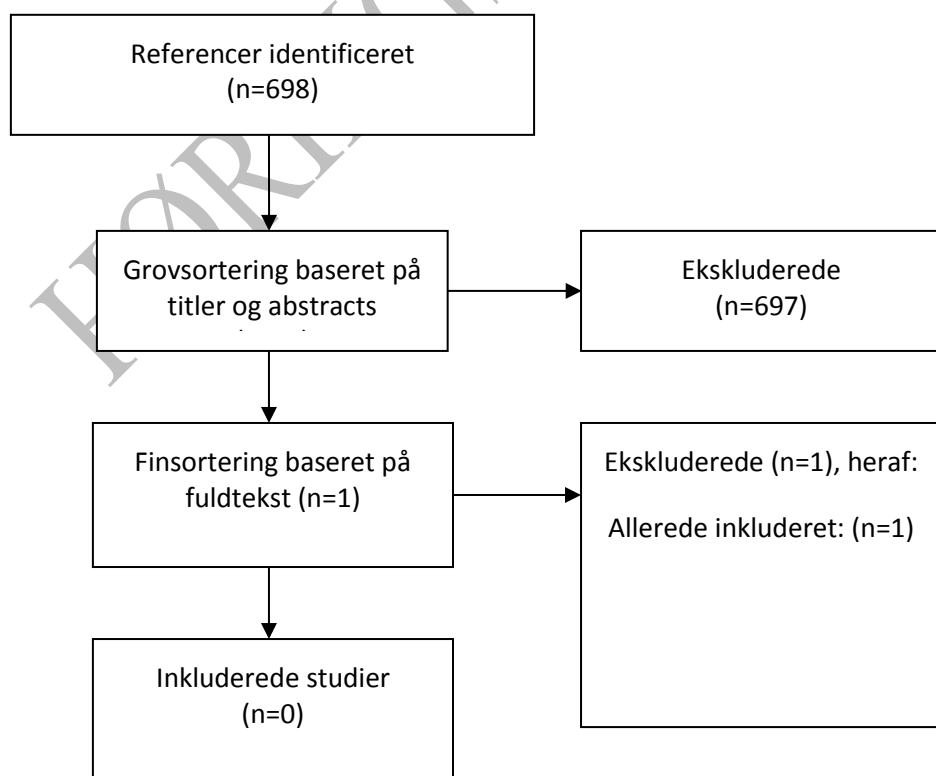 Referencer identificeret
(n=698)
Grovsortering baseret på
titler og abstracts
Ekskluderede
(n=697)
Finsortering baseret på
fuldtekst (n=1)
Ekskluderede (n=1), heraf:
Allerede inkluderet: (n=1)
Inkluderede studier
(n=0)